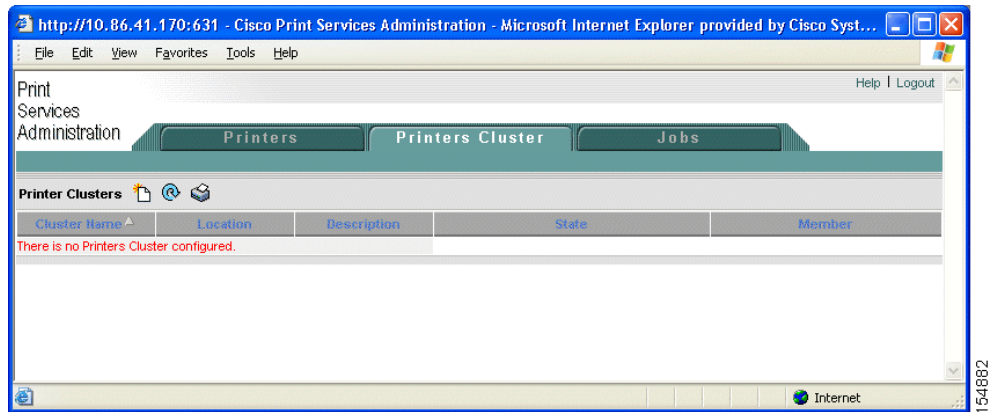 http://10.86.41.170:631 - Cisco Print Services Administration - Microsoft Internet Explorer provided by Cisco Syst...
File Edit View Favorites Tools Help
Help | Logout
Print
Services
Administration
Printers Printers Cluster Jobs
Printer Clusters
Cluster Name Location Description State Member
There is no Printers Cluster configured.
Internet
154882